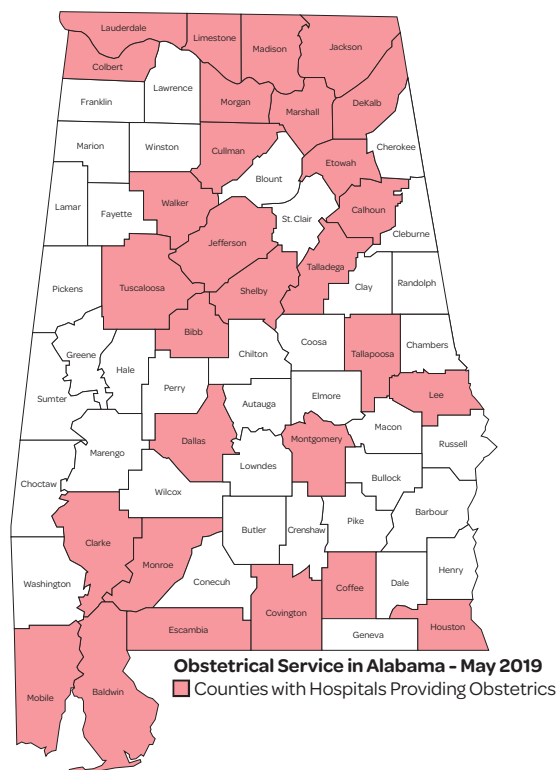 Lauderdale
Limestone
Madison
Jackson
Colbert
Lawrence
Franklin
Morgan
Marshall
DeKalb
Marion
Winston
Cullman
Cherokee
Etowah
Blount
Lamar
Fayette
Walker
St. Clair
Calhoun
Jefferson
Cleburne
Talladega
Pickens
Tuscaloosa
Shelby
Clay
Randolph
Bibb
Greene
Hale
Chilton
Coosa
Tallapoosa
Chambers
Perry
Sumter
Autauga
Elmore
Lee
Macon
Dallas
Montgomery
Russell
Marengo
Lowndes
Choctaw
Bullock
Wilcox
Barbour
Pike
Butler
Crenshaw
Clarke
Monroe
Washington
Conecuh
Coffee
Dale
Henry
Covington
Escambia
Geneva
Houston
Obstetrical Service in Alabama - May 2019
Counties with Hospitals Providing Obstetrics
Mobile
Baldwin